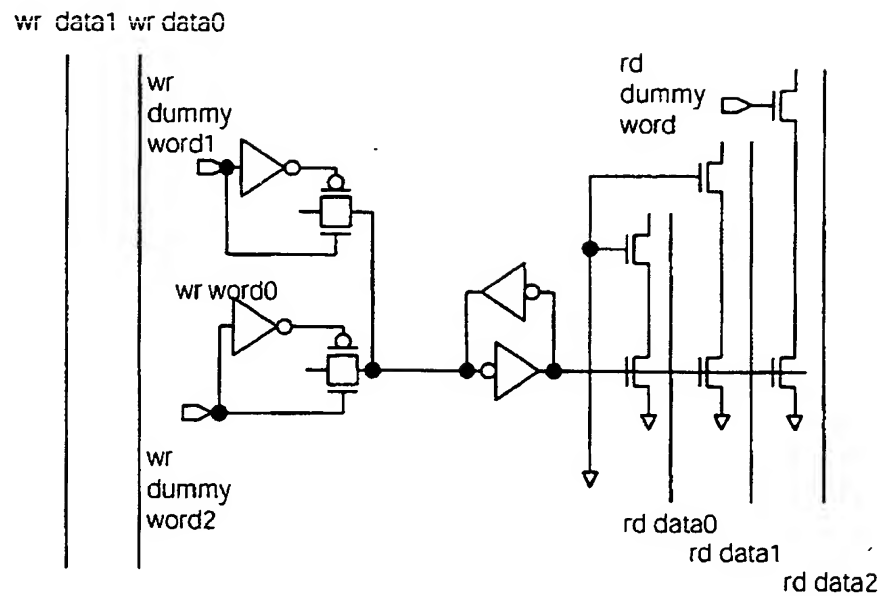 wr data1 wr data0
wr
dummy
word1
rd
dummy
word
wr word0
wr
dummy
word2
rd data0
rd data1
rd data2